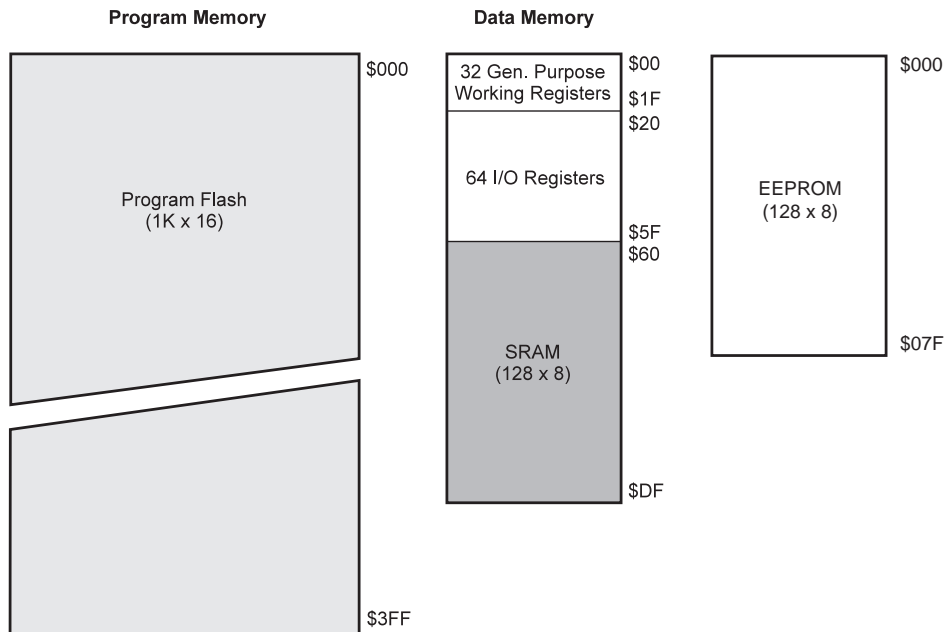 Program Memory
Data Memory
$000
Program Flash
(1K x 16)
$3FF
32 Gen. Purpose
Working Registers
$00
$1F
$20
64 I/O Registers
$5F
$60
SRAM
(128 x 8)
$DF
$000
EEPROM
(128 x 8)
$07F